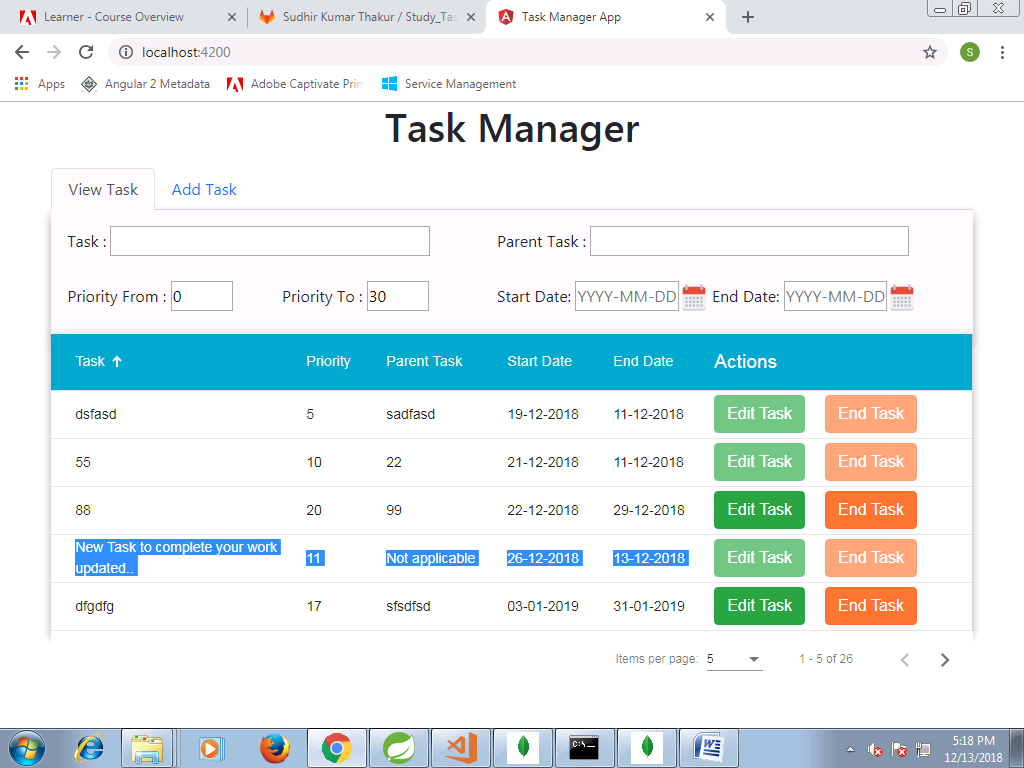 Learner - Course Overview
Sudhir Kumar Thakur / Study_Tas
Task Manager App
localhost:4200
S
Apps
Angular 2 Metadata
Adobe Captivate Prim
Service Management
Task Manager
View Task
Add Task
Task :
Parent Task :
Priority From : 0
Priority To : 30
Start Date: YYYY-MM-DD
End Date: YYYY-MM-DD
Task Priority Parent Task Start Date End Date Actions
dsfasd 5 sadfasd 19-12-2018 11-12-2018 Edit Task End Task
55 10 22 21-12-2018 11-12-2018 Edit Task End Task
88 20 99 22-12-2018 29-12-2018 Edit Task End Task
New Task to complete your work
updated.. 11 Not applicable 26-12-2018 13-12-2018 Edit Task End Task
dfgdfg 17 sfsdfsd 03-01-2019 31-01-2019 Edit Task End Task
Items per page: 5 1 - 5 of 26
C:\_
5:18 PM
12/13/2018